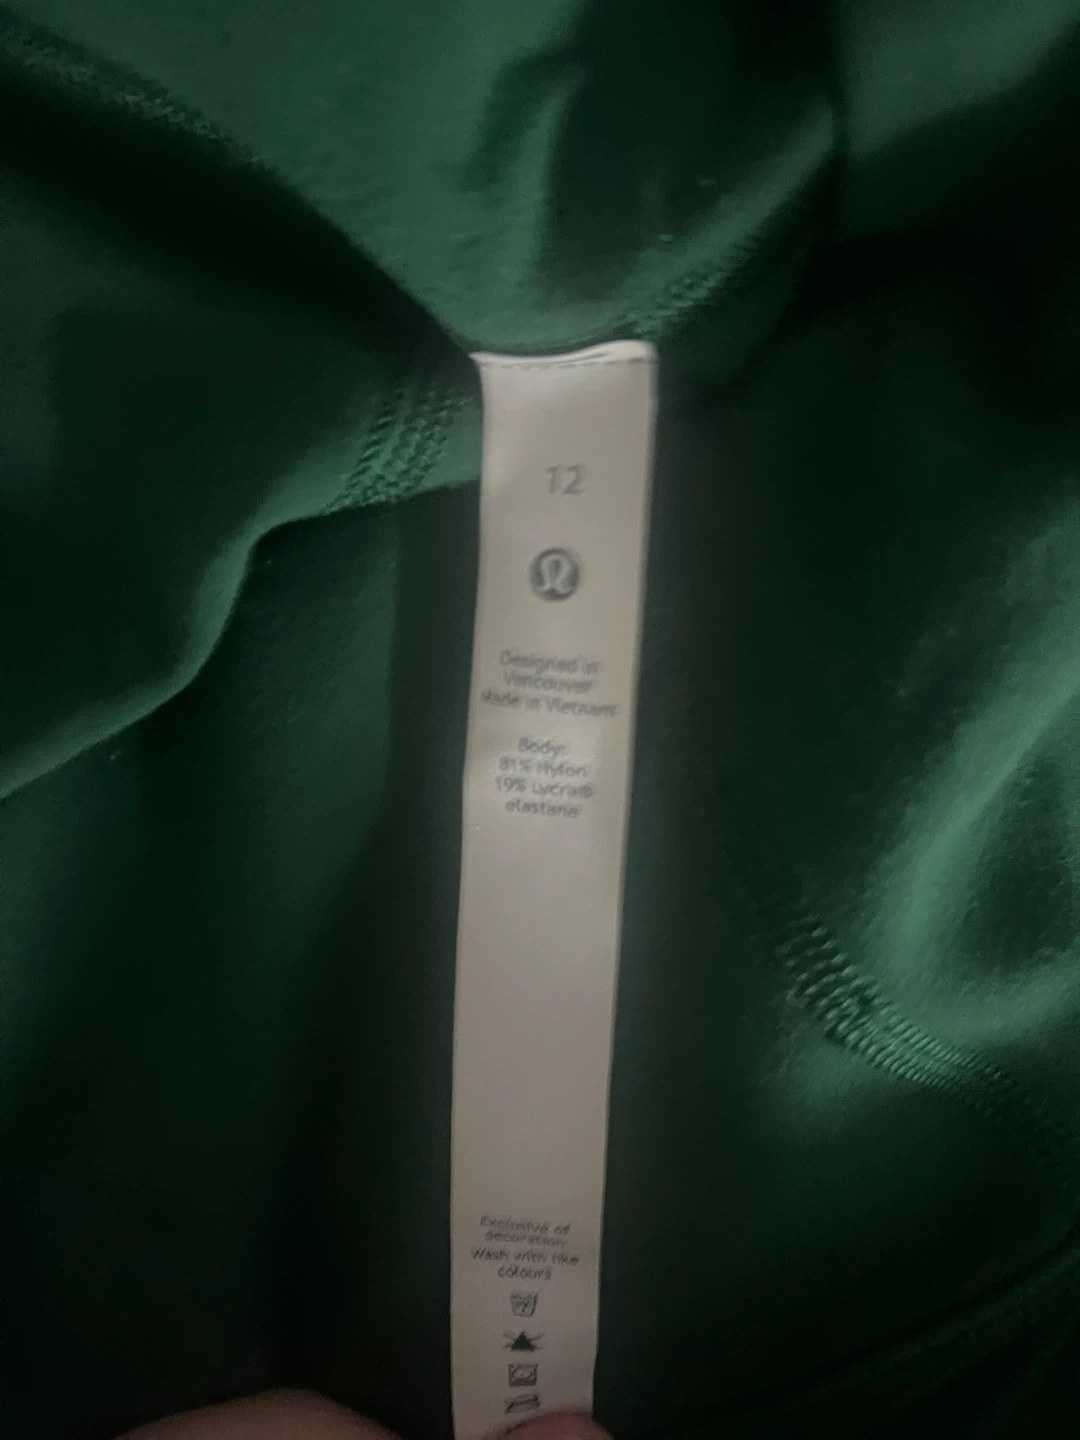 12
Designed in
Vancouver
Made in Vietnam
Body:
81% Nylon
19% Lycra®
elastane
Exclusive of
decoration
Wash with like
colours